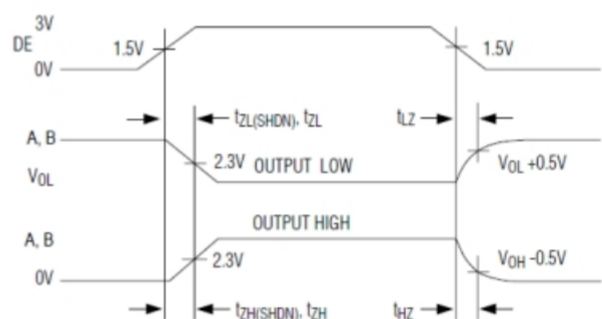 3V
DE
1.5V
1.5V
0V
tZL(SHDN), tZL
tLZ
A, B
2.3V OUTPUT LOW
VOL +0.5V
VOL
OUTPUT HIGH
A, B
2.3V
VOH -0.5V
0V
tZH(SHDN), tZH
tHZ